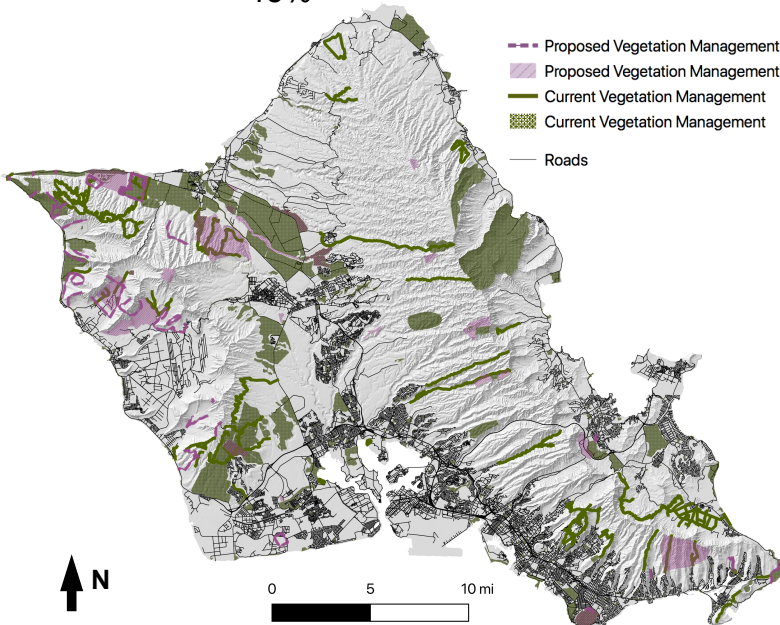 Proposed Vegetation Management
Proposed Vegetation Management
Current Vegetation Management
Current Vegetation Management
Roads
N
0 5 10 mi